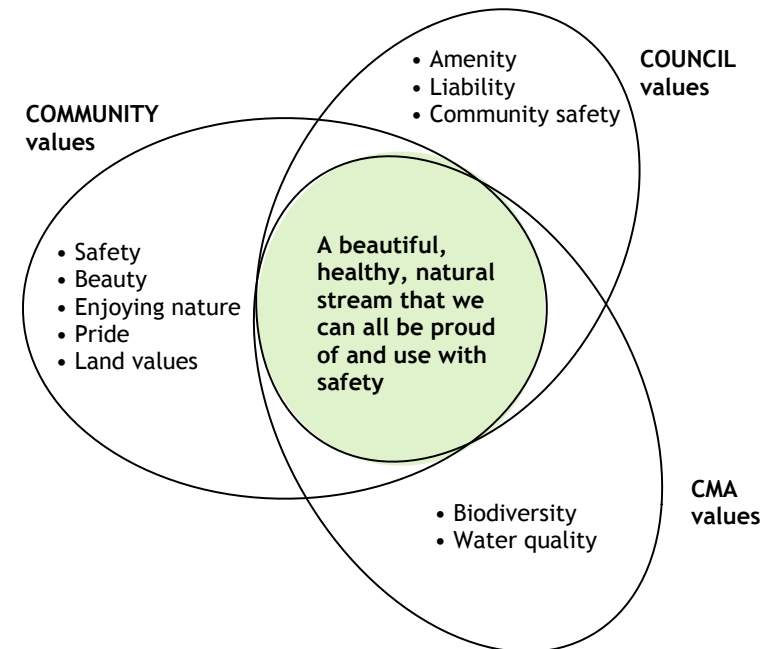 • Amenity
• Liability
• Community safety
COUNCIL
values
COMMUNITY
values
• Safety
• Beauty
• Enjoying nature
• Pride
• Land values
A beautiful,
healthy, natural
stream that we
can all be proud
of and use with
safety
CMA
values
• Biodiversity
• Water quality